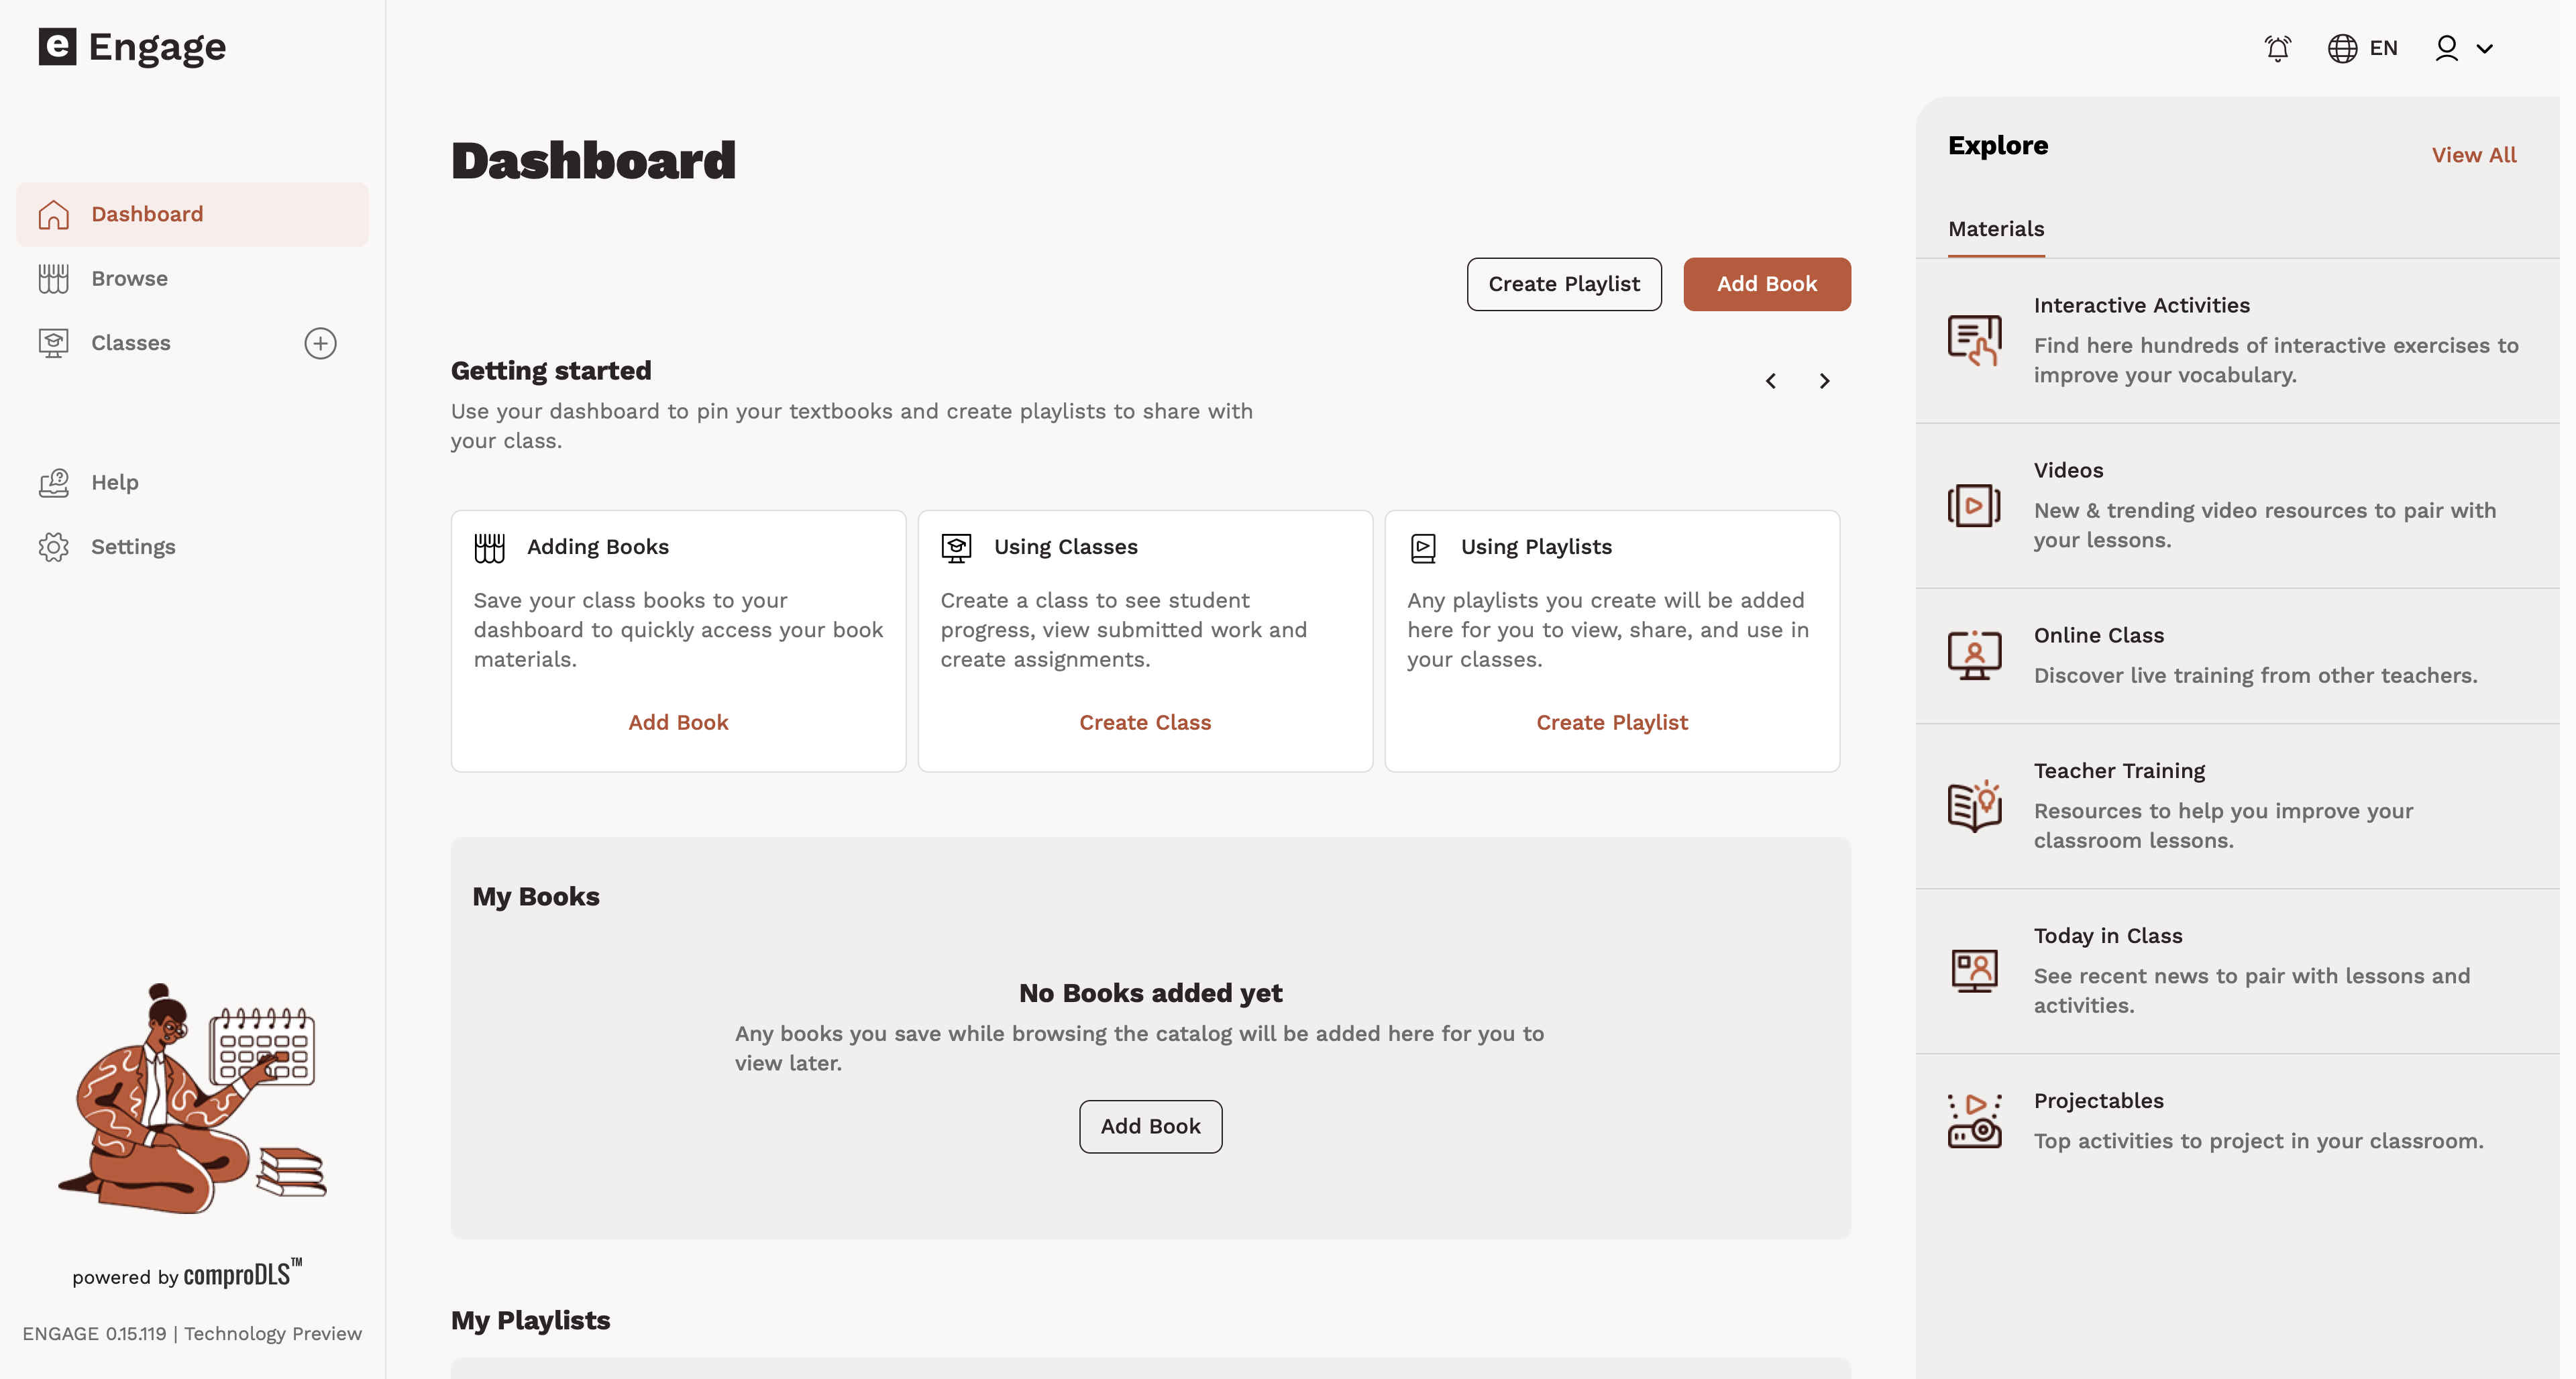 e Engage
EN
Dashboard
Browse
Classes
Help
Settings
powered by comproDLS™
ENGAGE 0.15.119 | Technology Preview
Dashboard
Create Playlist
Add Book
Getting started
Use your dashboard to pin your textbooks and create playlists to share with
your class.
Adding Books
Save your class books to your
dashboard to quickly access your book
materials.
Add Book
Using Classes
Create a class to see student
progress, view submitted work and
create assignments.
Create Class
Using Playlists
Any playlists you create will be added
here for you to view, share, and use in
your classes.
Create Playlist
My Books
No Books added yet
Any books you save while browsing the catalog will be added here for you to
view later.
Add Book
My Playlists
Explore
View All
Materials
Interactive Activities
Find here hundreds of interactive exercises to
improve your vocabulary.
Videos
New & trending video resources to pair with
your lessons.
Online Class
Discover live training from other teachers.
Teacher Training
Resources to help you improve your
classroom lessons.
Today in Class
See recent news to pair with lessons and
activities.
Projectables
Top activities to project in your classroom.